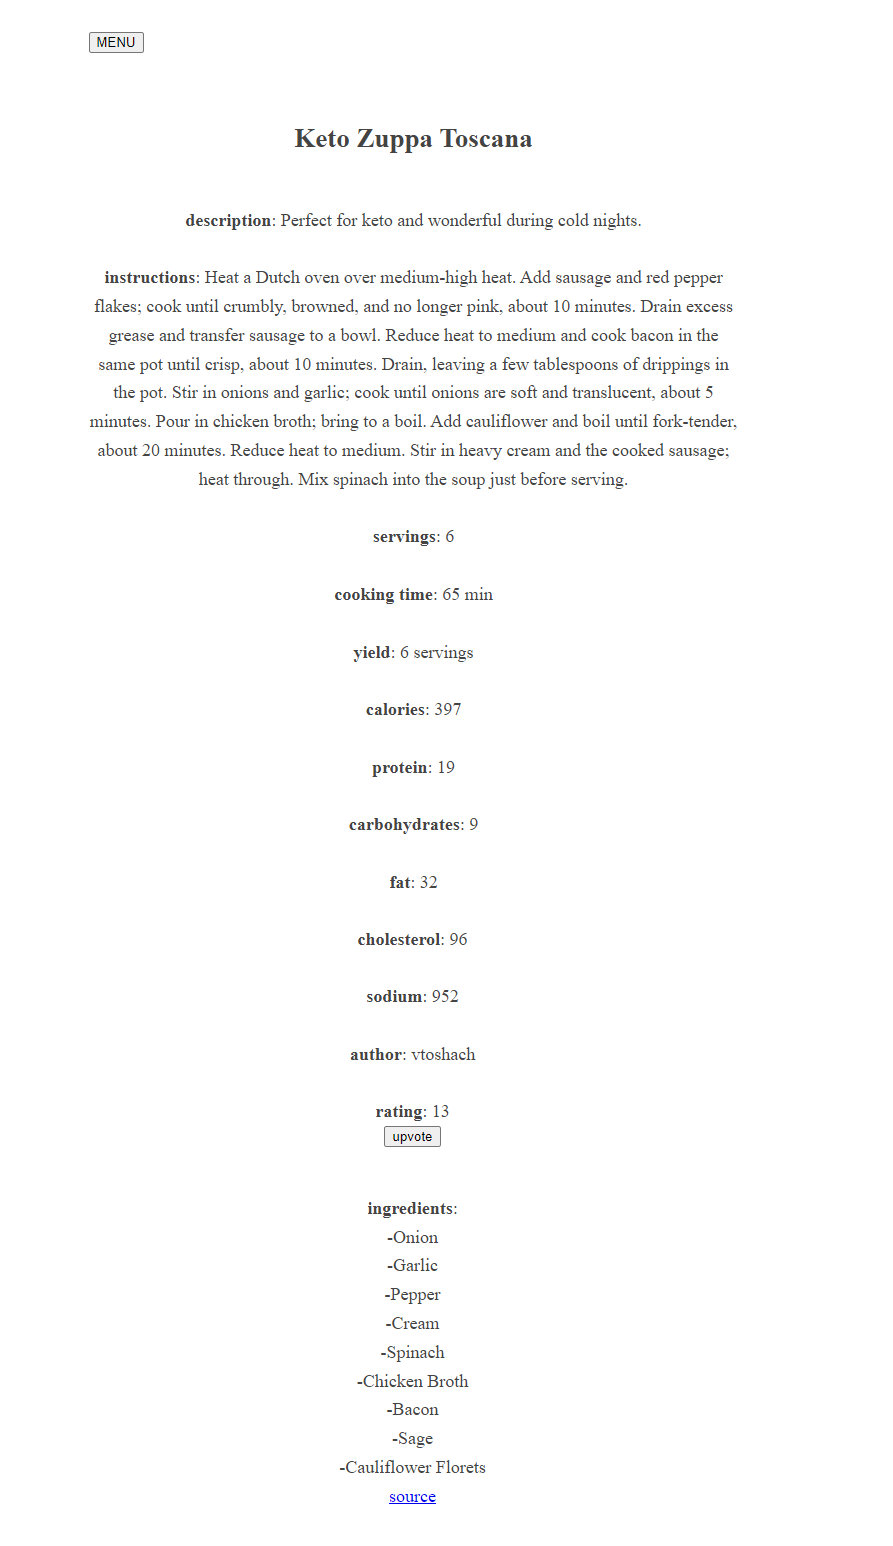 MENU
Keto Zuppa Toscana
description: Perfect for keto and wonderful during cold nights.
instructions: Heat a Dutch oven over medium-high heat. Add sausage and red pepper
flakes; cook until crumbly, browned, and no longer pink, about 10 minutes. Drain excess
grease and transfer sausage to a bowl. Reduce heat to medium and cook bacon in the
same pot until crisp, about 10 minutes. Drain, leaving a few tablespoons of drippings in
the pot. Stir in onions and garlic; cook until onions are soft and translucent, about 5
minutes. Pour in chicken broth; bring to a boil. Add cauliflower and boil until fork-tender,
about 20 minutes. Reduce heat to medium. Stir in heavy cream and the cooked sausage;
heat through. Mix spinach into the soup just before serving.
servings: 6
cooking time: 65 min
yield: 6 servings
calories: 397
protein: 19
carbohydrates: 9
fat: 32
cholesterol: 96
sodium: 952
author: vtoshach
rating: 13
upvote
ingredients:
-Onion
-Garlic
-Pepper
-Cream
-Spinach
-Chicken Broth
-Bacon
-Sage
-Cauliflower Florets
source